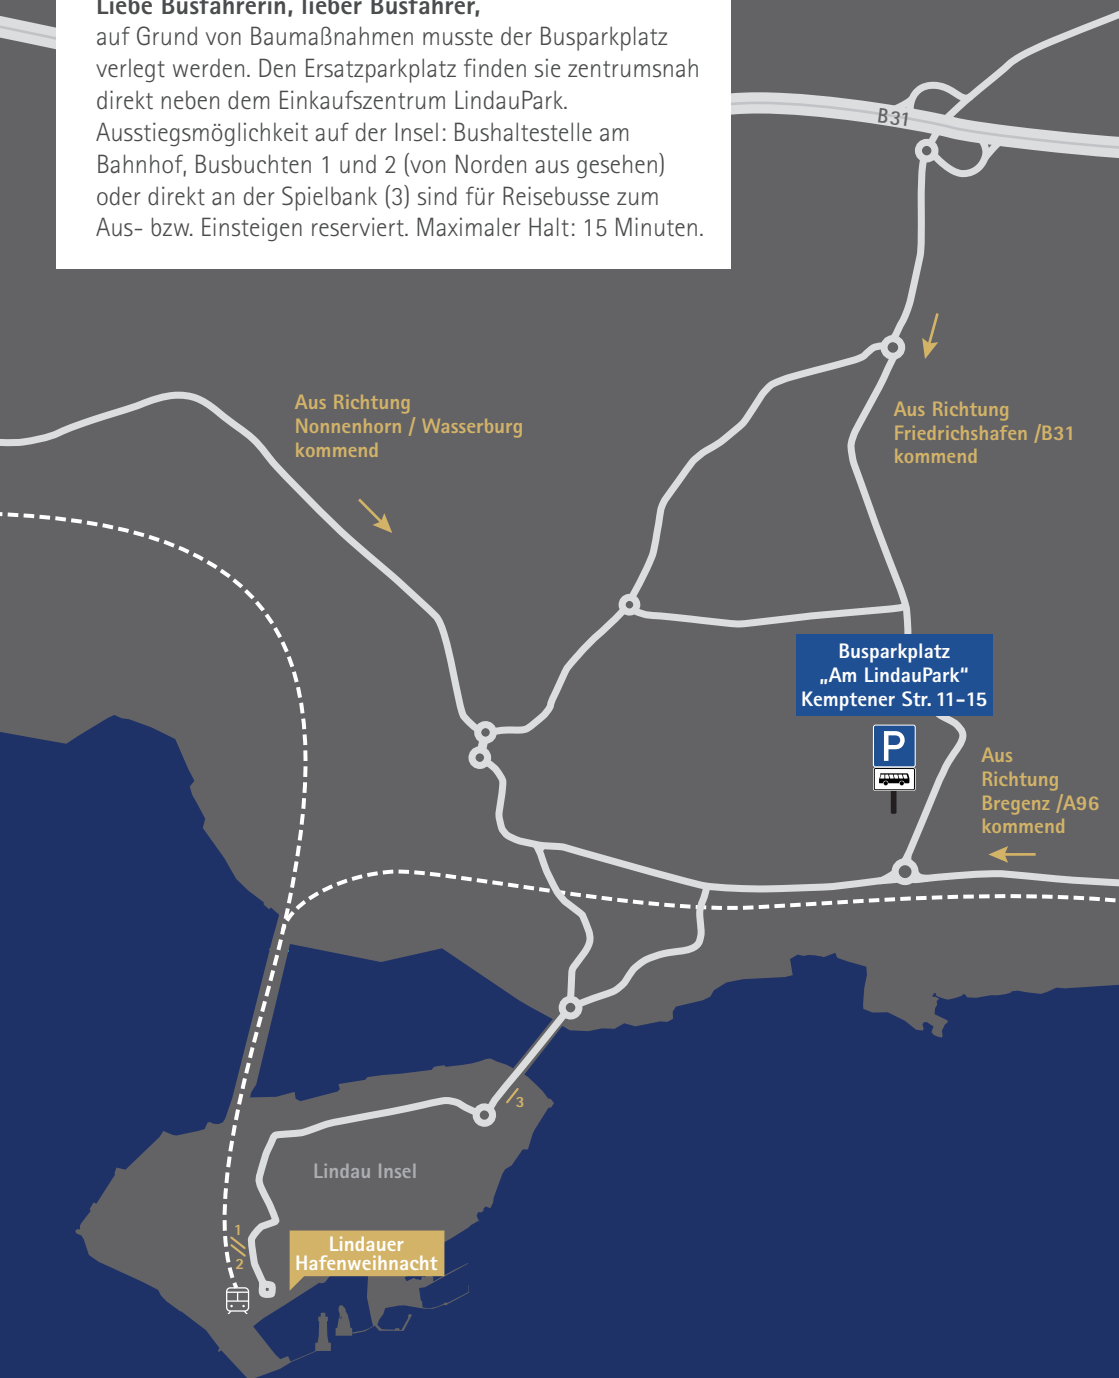 Liebe Busfahrerin, lieber Busfahrer,
auf Grund von Baumaßnahmen musste der Busparkplatz
verlegt werden. Den Ersatzparkplatz finden sie zentrumsnah
direkt neben dem Einkaufszentrum LindauPark.
Ausstiegsmöglichkeit auf der Insel: Bushaltestelle am
Bahnhof, Busbuchten 1 und 2 (von Norden aus gesehen)
oder direkt an der Spielbank (3) sind für Reisebusse zum
Aus- bzw. Einsteigen reserviert. Maximaler Halt: 15 Minuten.
B31
Aus Richtung
Nonnenhorn / Wasserburg
kommend
Aus Richtung
Friedrichshafen /B31
kommend
Busparkplatz
„Am LindauPark“
Kemptener Str. 11-15
P
Aus
Richtung
Bregenz /A96
kommend
3
Lindau Insel
1
2
Lindauer
Hafenweihnacht